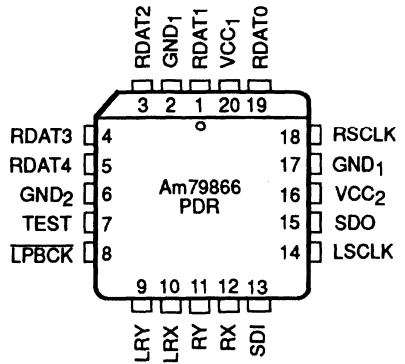 RDAT2 GND1 RDAT1 VCC1 RDAT0
3 2 1 20 19
RDAT3 4 18 RSCLK
RDAT4 5 17 GND1
GND2 6 Am79866 16 VCC2
PDR
TEST 7 15 SDO
LPBCK 8 14 LSCLK
9 10 11 12 13
LRY LRX RY RX SDI